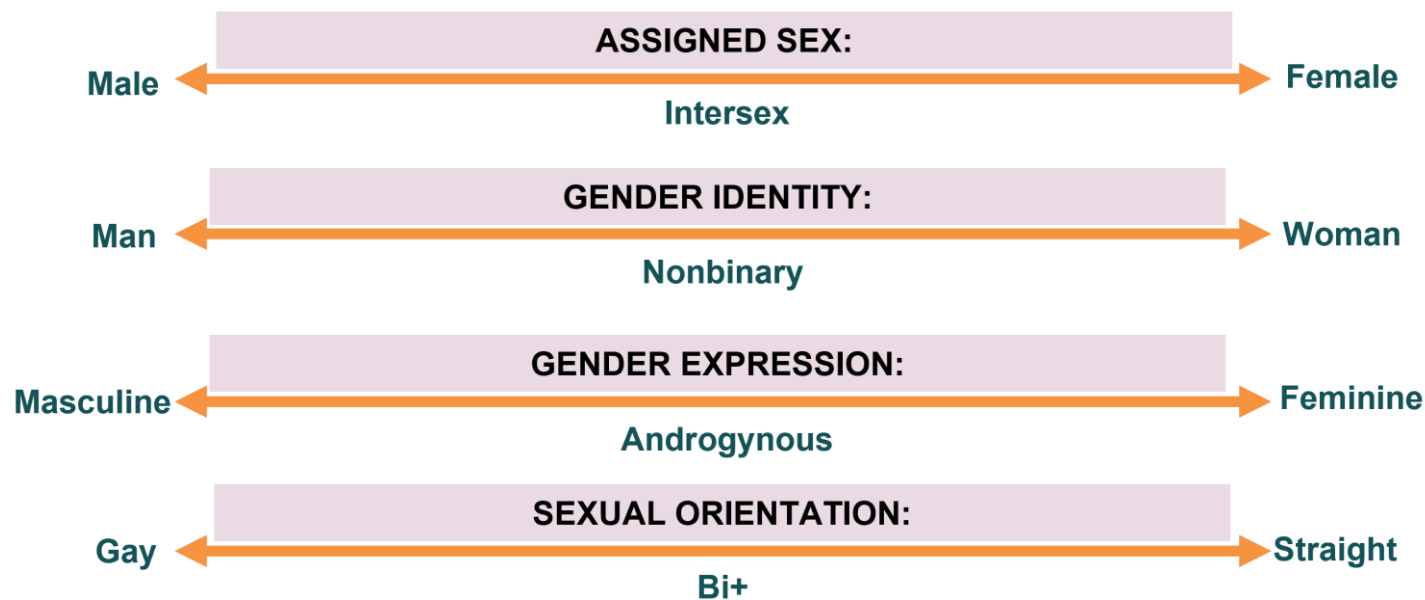 ASSIGNED SEX:
Male Female
Intersex
GENDER IDENTITY:
Man Woman
Nonbinary
GENDER EXPRESSION:
Masculine Feminine
Androgynous
SEXUAL ORIENTATION:
Gay Straight
Bi+